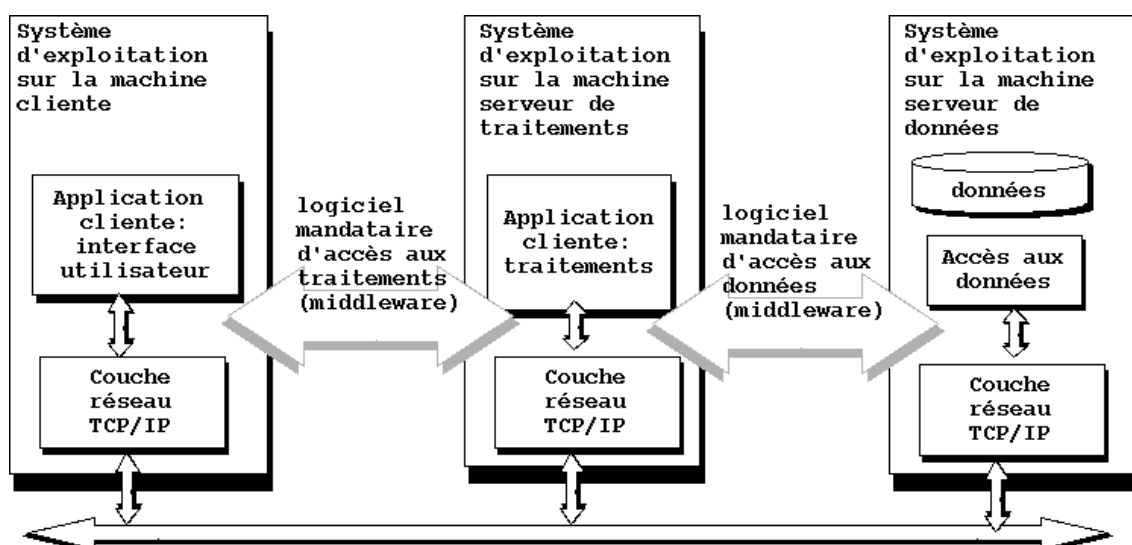 Système
d'exploitation
sur la machine
cliente
Application
cliente:
interface
utilisateur
Couche
réseau
TCP/IP
logiciel
mandataire
d'accès aux
traitements
(middleware)
Système
d'exploitation
sur la machine
serveur de
traitements
Application
cliente:
traitements
Couche
réseau
TCP/IP
logiciel
mandataire
d'accès aux
données
(middleware)
Système
d'exploitation
sur la machine
serveur de
données
données
Accès aux
données
Couche
réseau
TCP/IP